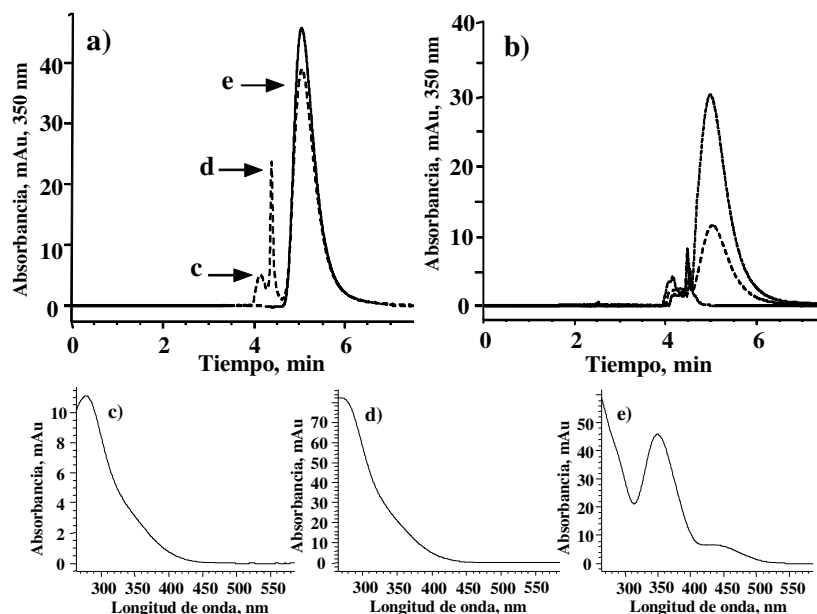 a)
Absorbancia, mAu, 350 nm
40
30
20
10
0
e
d
c
0 2 4 6
Tiempo, min
b)
Absorbancia, mAu, 350 nm
40
30
20
10
0
0 2 4 6
Tiempo, min
c)
Absorbancia, mAu
10
8
6
4
2
0
300 350 400 450 500 550
Longitud de onda, nm
d)
Absorbancia, mAu
70
60
50
40
30
20
10
0
300 350 400 450 500 550
Longitud de onda, nm
e)
Absorbancia, mAu
50
40
30
20
10
0
300 350 400 450 500 550
Longitud de onda, nm